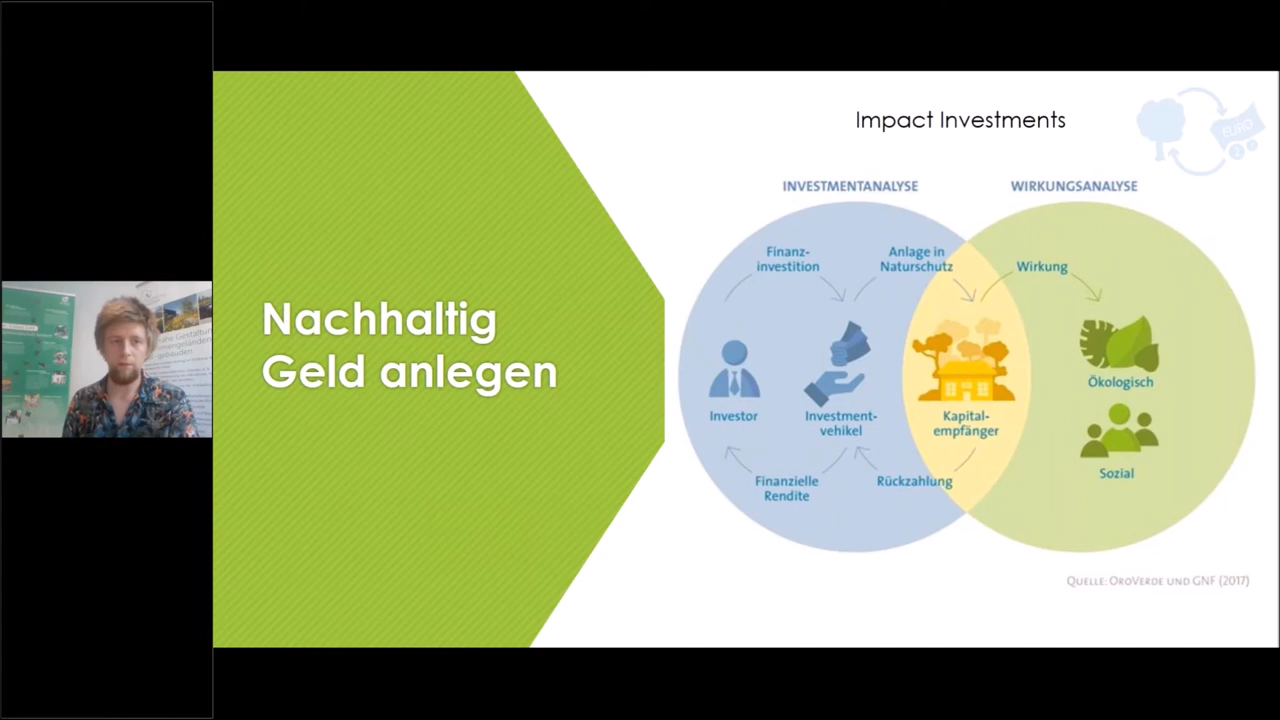 Impact Investments
EURO
INVESTMENTANALYSE
WIRKUNGSANALYSE
Finanz-
investition
Anlage in
Naturschutz
Wirkung
Nachhaltig
Geld anlegen
Investor
Investment-
vehikel
Kapital-
empfänger
Ökologisch
Sozial
Finanzielle
Rendite
Rückzahlung
QUELLE: OROVERDE UND GNF (2017)